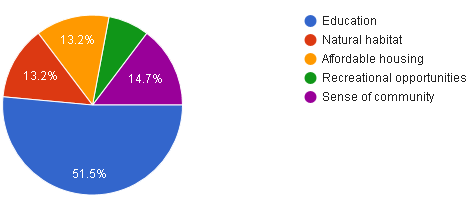 13.2%
13.2%
14.7%
51.5%
Education
Natural habitat
Affordable housing
Recreational opportunities
Sense of community